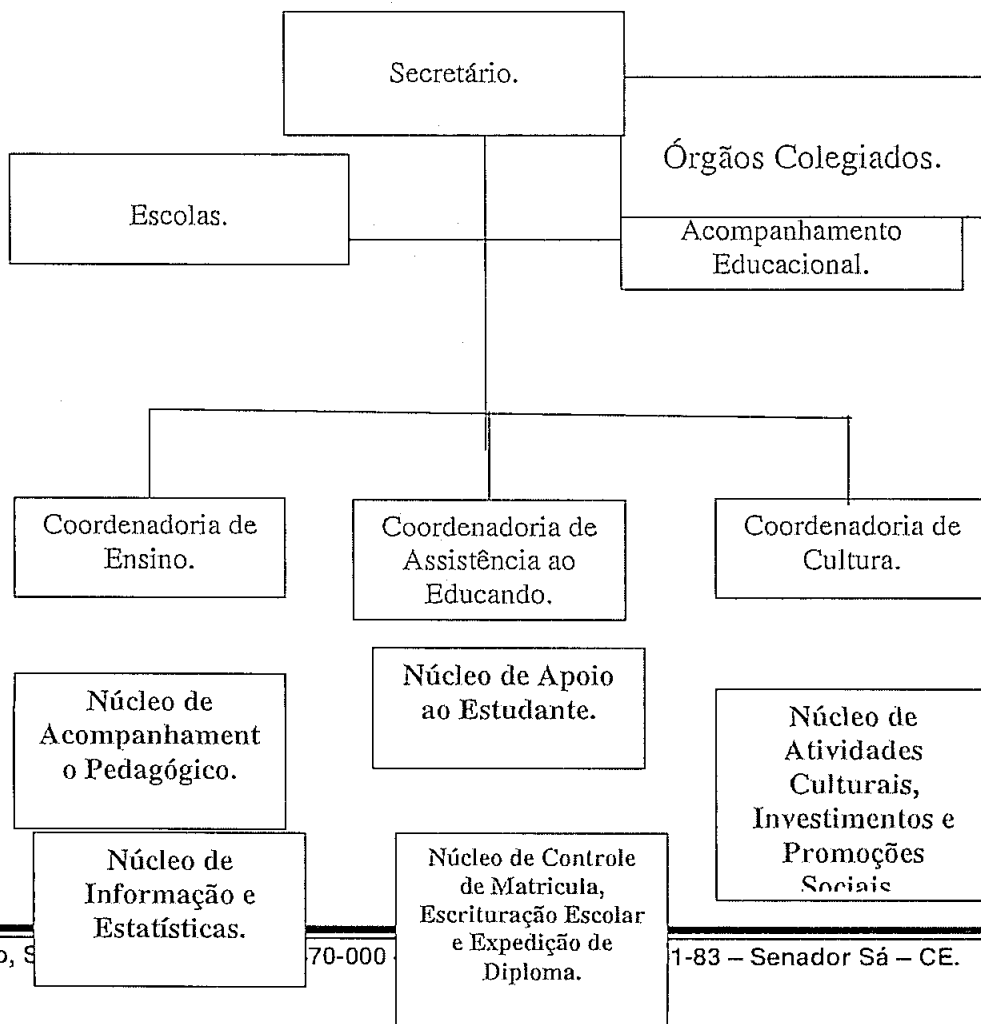 Secretário.
Órgãos Colegiados.
Escolas.
Acompanhamento
Educacional.
Coordenadoria de
Ensino.
Coordenadoria de
Assistência ao
Educando.
Coordenadoria de
Cultura.
Núcleo de
Acompanhament
o Pedagógico.
Núcleo de Apoio
ao Estudante.
Núcleo de
Atividades
Culturais,
Investimentos e
Promoções
Sociais
Núcleo de
Informação e
Estatísticas.
Núcleo de Controle
de Matricula,
Escrituração Escolar
e Expedição de
Diploma.
70-000 1-83 – Senador Sá – CE.